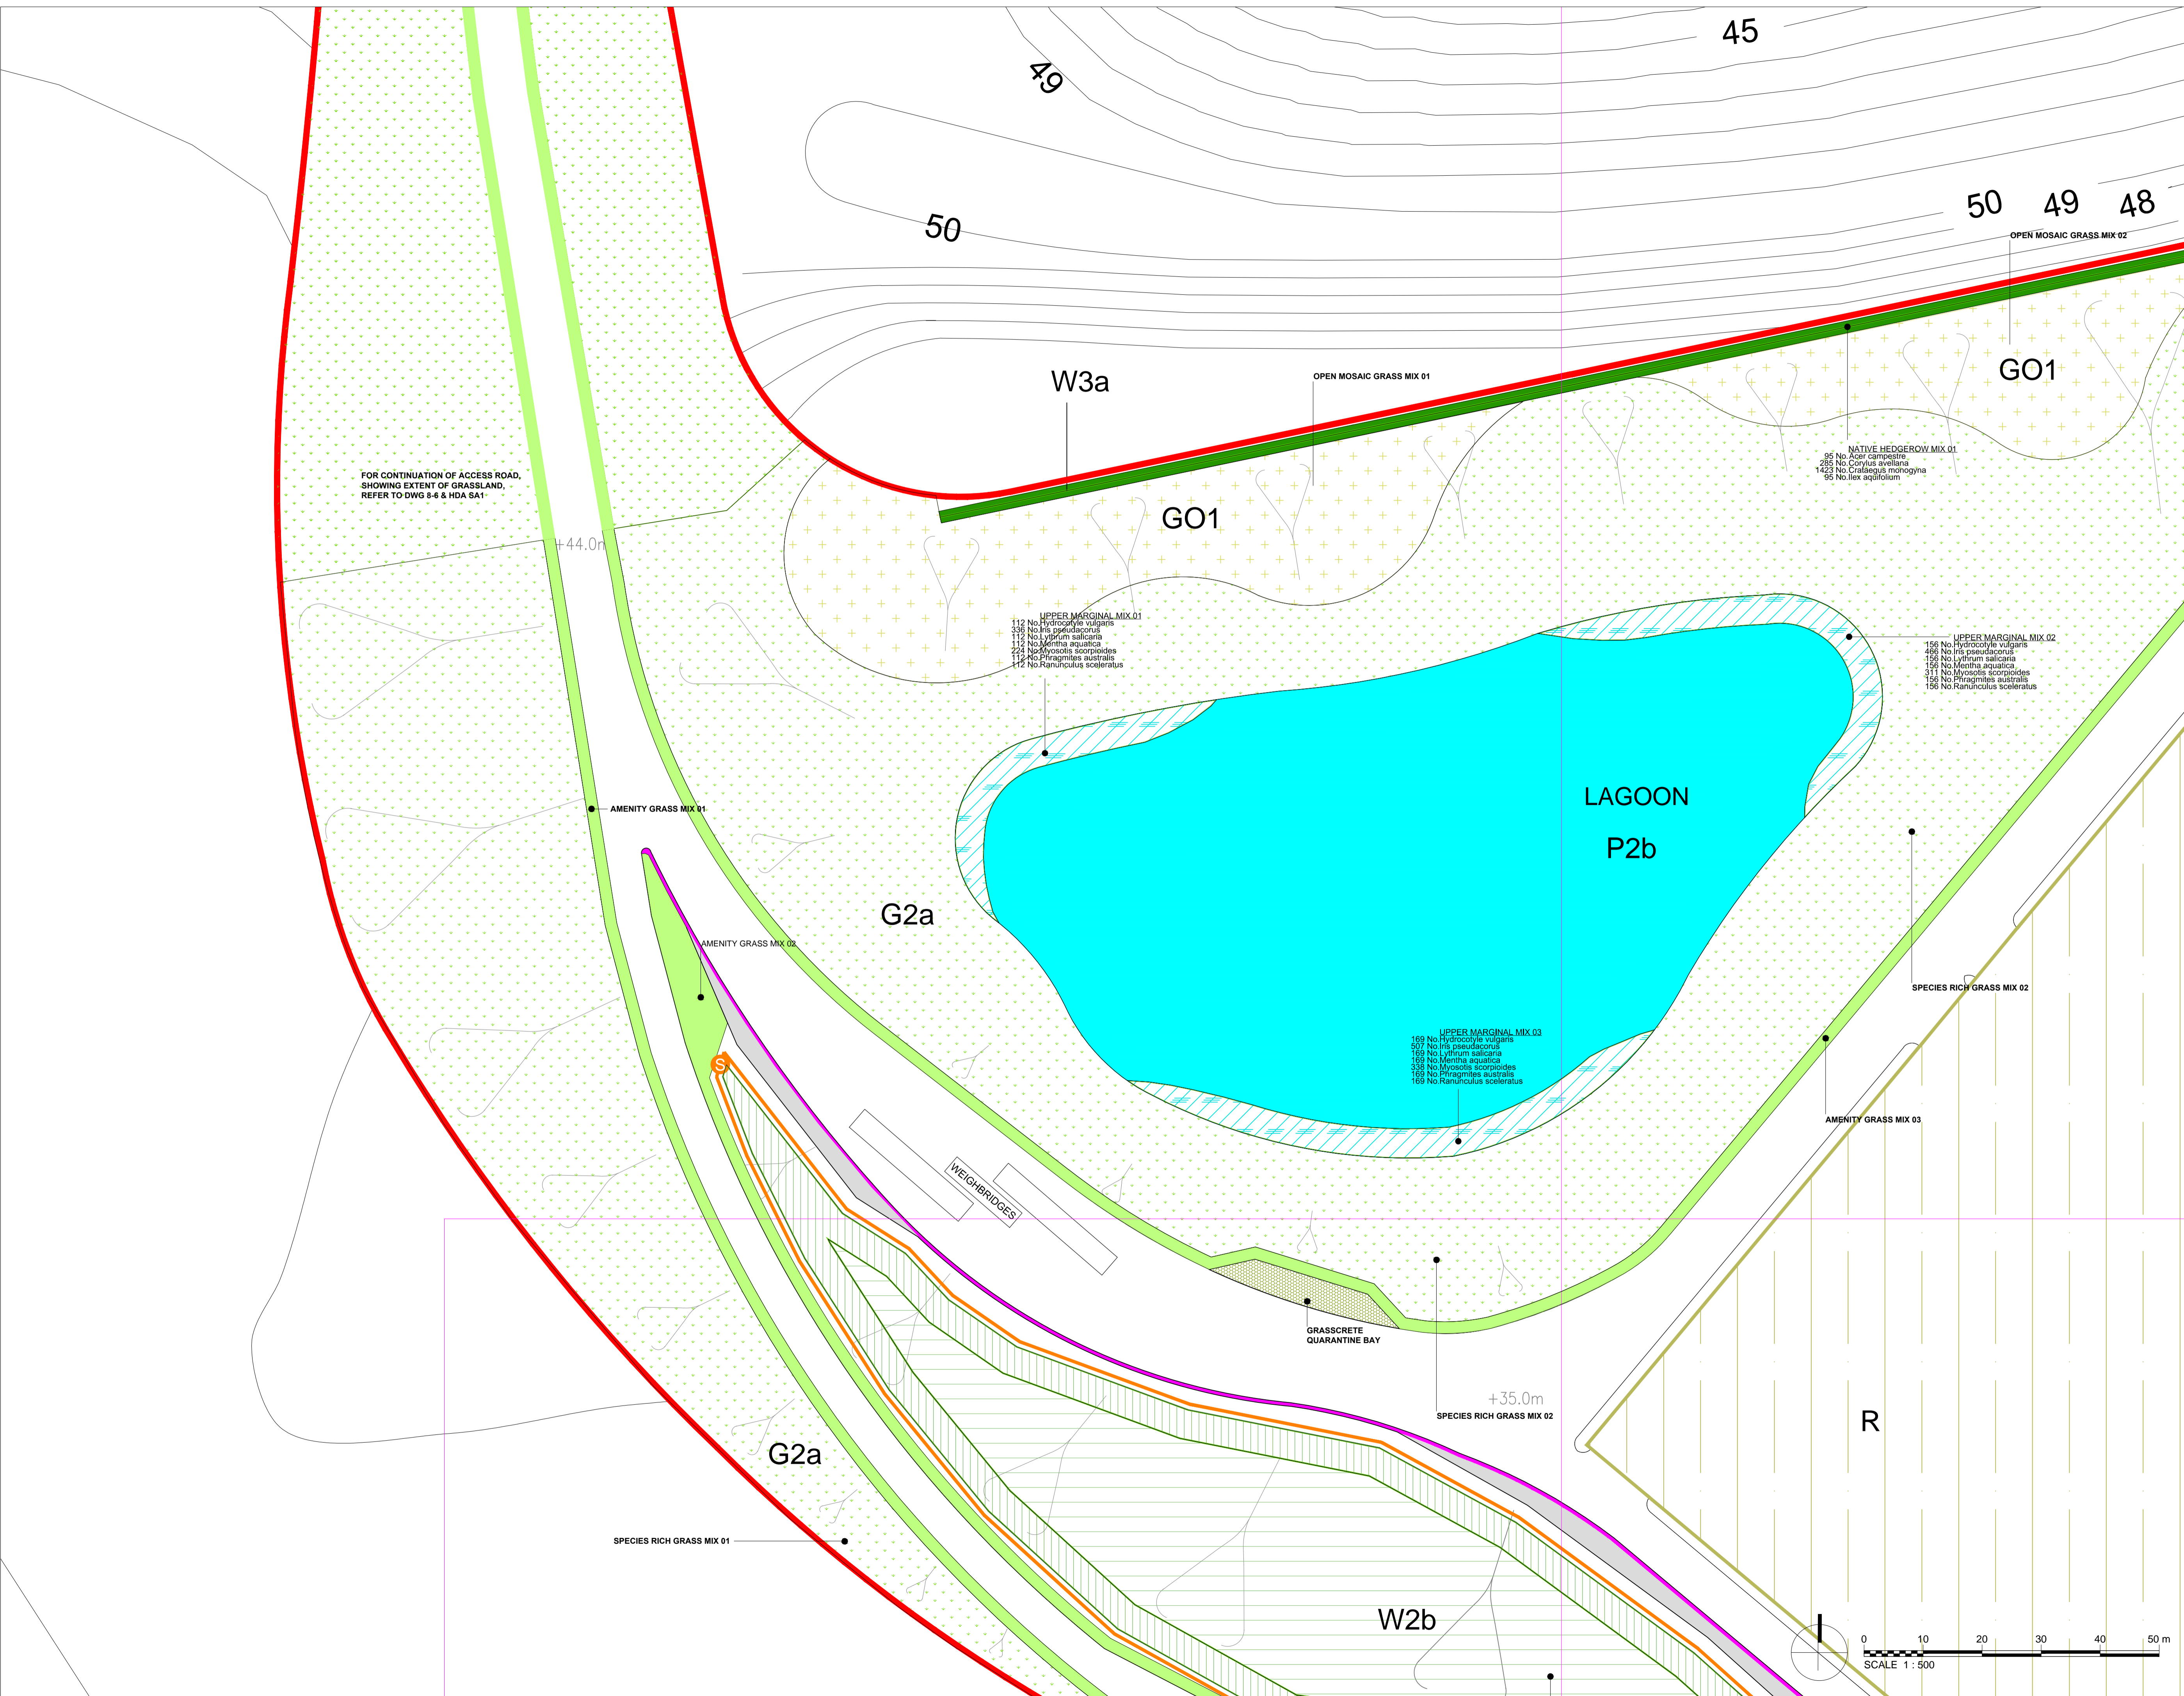 45
49
50
50 49 48
OPEN MOSAIC GRASS MIX 02
GO1
W3a
OPEN MOSAIC GRASS MIX 01
NATIVE HEDGEROW MIX 01
95 No.Acer campestre
285 No.Corylus avellana
1423 No.Crataegus monogyna
95 No.Ilex aquifolium
FOR CONTINUATION OF ACCESS ROAD,
SHOWING EXTENT OF GRASSLAND,
REFER TO DWG 8-6 & HDA SA1
GO1
+44.0m
UPPER MARGINAL MIX 01
112 No.Hydrocotyle vulgaris
336 No.Iris pseudacorus
112 No.Lythrum salicaria
112 No.Mentha aquatica
224 No.Myosotis scorpioides
112 No.Phragmites australis
112 No.Ranunculus sceleratus
UPPER MARGINAL MIX 02
156 No.Hydrocotyle vulgaris
466 No.Iris pseudacorus
156 No.Lythrum salicaria
156 No.Mentha aquatica
311 No.Myosotis scorpioides
156 No.Phragmites australis
156 No.Ranunculus sceleratus
LAGOON
P2b
AMENITY GRASS MIX 01
G2a
AMENITY GRASS MIX 02
SPECIES RICH GRASS MIX 02
UPPER MARGINAL MIX 03
169 No.Hydrocotyle vulgaris
507 No.Iris pseudacorus
169 No.Lythrum salicaria
169 No.Mentha aquatica
338 No.Myosotis scorpioides
169 No.Phragmites australis
169 No.Ranunculus sceleratus
S
AMENITY GRASS MIX 03
WEIGHBRIDGES
GRASSCRETE
QUARANTINE BAY
+35.0m
SPECIES RICH GRASS MIX 02
R
G2a
SPECIES RICH GRASS MIX 01
W2b
0 10 20 30 40 50 m
SCALE 1 : 500